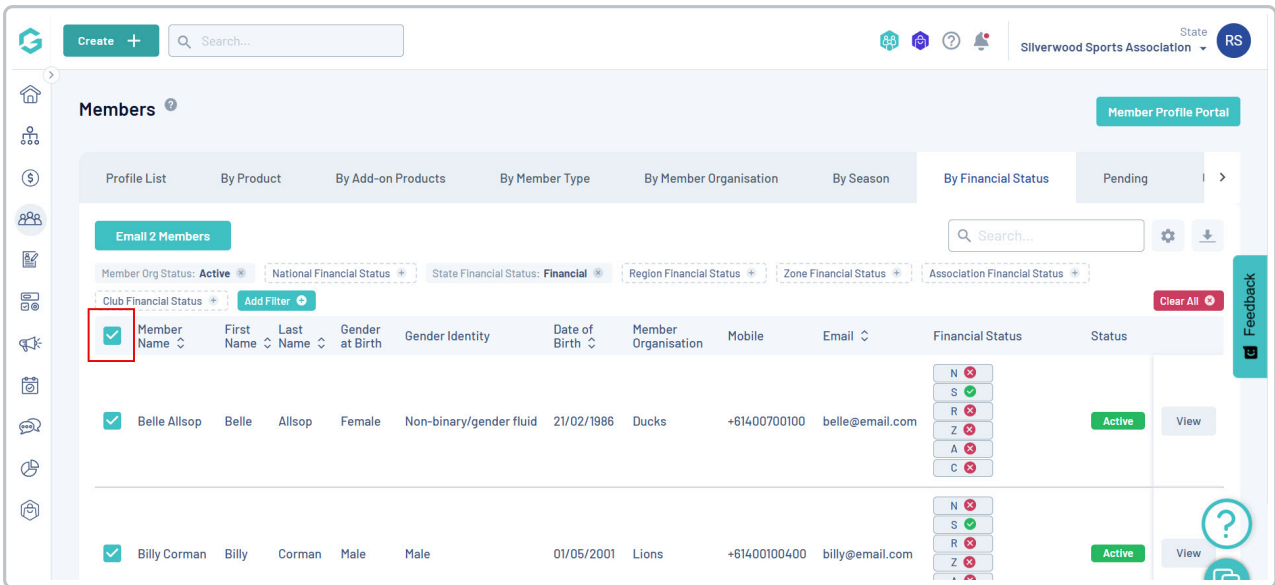 Create +
Search...
State
Silverwood Sports Association
RS
Members
Member Profile Portal
Profile List By Product By Add-on Products By Member Type By Member Organisation By Season By Financial Status Pending
Email 2 Members
Search...
Member Org Status: Active National Financial Status + State Financial Status: Financial Region Financial Status + Zone Financial Status + Association Financial Status +
Club Financial Status + Add Filter Clear All
Feedback
Member Name First Name Last Name Gender at Birth Gender Identity Date of Birth Member Organisation Mobile Email Financial Status Status
N
S
R
Z
A
C
Belle Allsop Belle Allsop Female Non-binary/gender fluid 21/02/1986 Ducks +61400700100 belle@email.com Active View
N
S
R
Z
Billy Corman Billy Corman Male Male 01/05/2001 Lions +61400100400 billy@email.com Active View
?